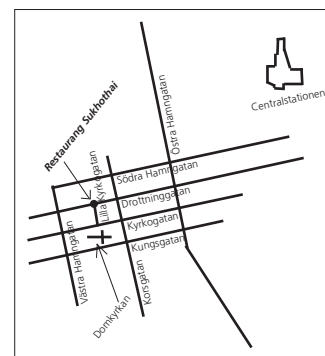 Centralstationen
Östra Hamngatan
Restaurang Sukhothai
Lilla Kyrkogatan
Södra Hamngatan
Drottninggatan
Kyrkogatan
Kungsgatan
Västra Hamngatan
Korsgatan
Domkyrkan